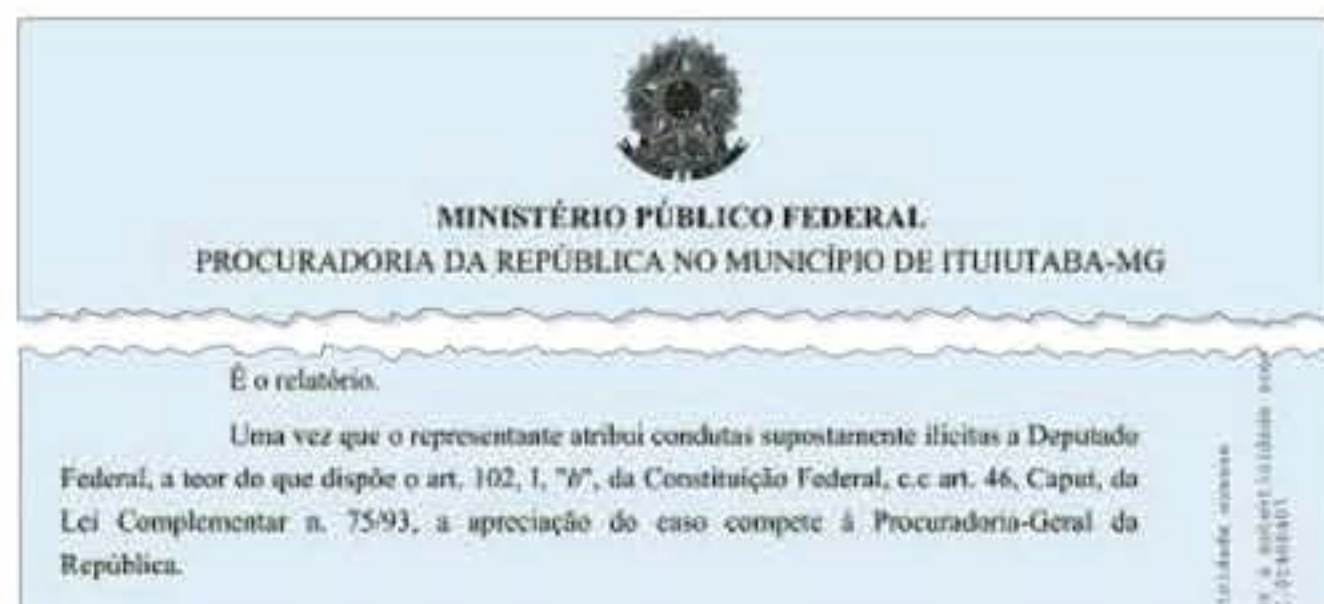 MINISTÉRIO PÚBLICO FEDERAL
PROCURADORIA DA REPÚBLICA NO MUNICÍPIO DE ITUIUTABA-MG
É o relatório.
Uma vez que o representante atribui condutas supostamente ilícitas a Deputado
Federal, a teor do que dispõe o art. 102, I, "b", da Constituição Federal, c.c art. 46, Caput, da
Lei Complementar n. 75/93, a apreciação do caso compete à Procuradoria-Geral da
República.